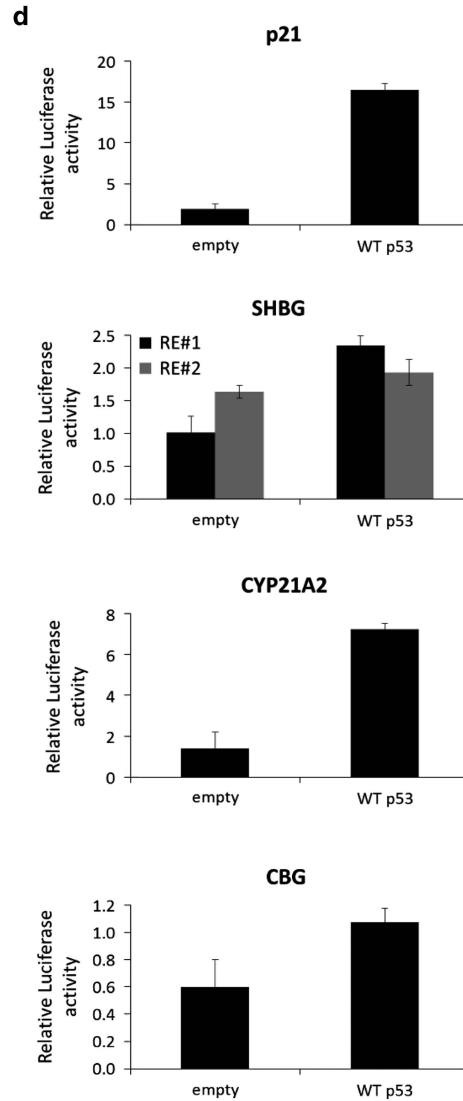 d
p21
Relative Luciferase
activity
20
15
10
5
0
empty WT p53
SHBG
Relative Luciferase
activity
2.5
2.0
1.5
1.0
0.5
0.0
RE#1
RE#2
empty WT p53
CYP21A2
Relative Luciferase
activity
8
6
4
2
0
empty WT p53
CBG
Relative Luciferase
activity
1.2
1.0
0.8
0.6
0.4
0.2
0.0
empty WT p53